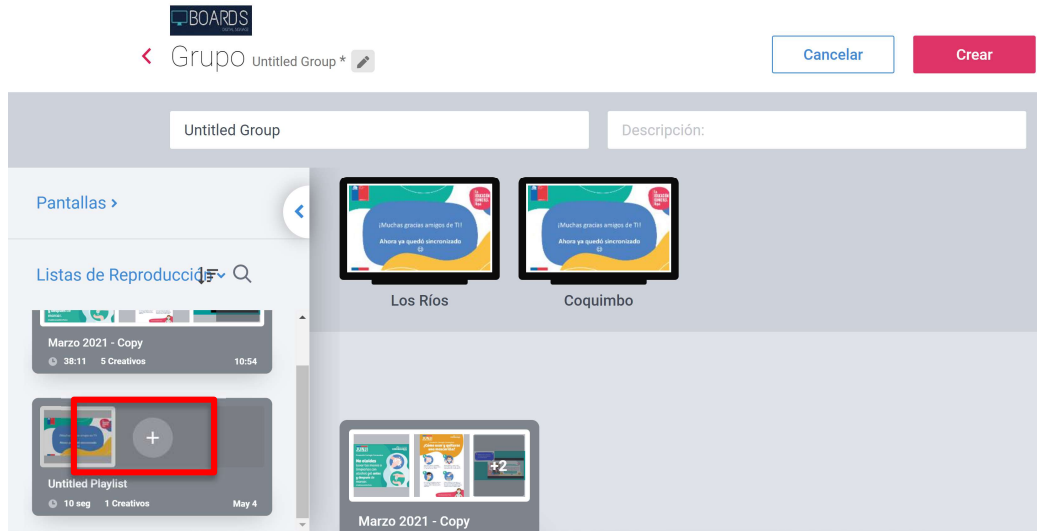 BOARDS
Grupo Untitled Group *
Cancelar
Crear
Untitled Group
Descripción:
Pantallas >
Listas de Reproducción
¡Muchas gracias amigos de TI!
Ahora ya quedó sincronizado
Los Ríos
¡Muchas gracias amigos de TI!
Ahora ya quedó sincronizado
Coquimbo
Marzo 2021 - Copy
38:11 5 Creativos 10:54
+
Untitled Playlist
10 seg 1 Creativos May 4
+2
Marzo 2021 - Copy